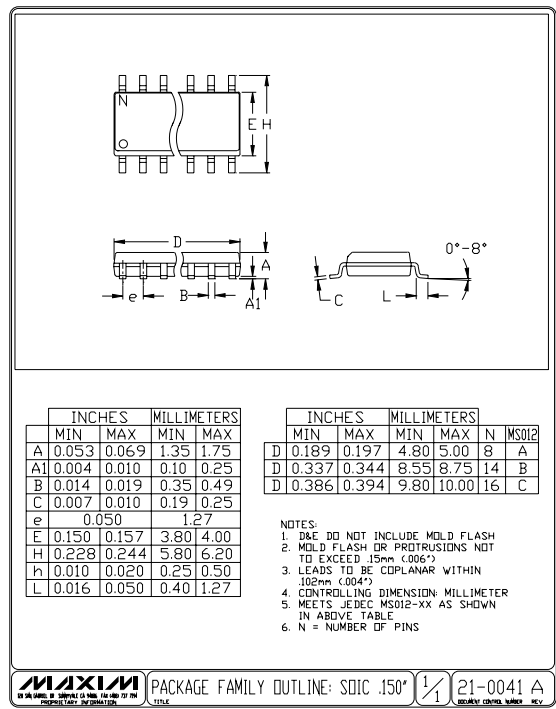 N
E H
D
A
e
B
A1
C
L
0°-8°
INCHES MILLIMETERS
MIN MAX MIN MAX
A 0.053 0.069 1.35 1.75
A1 0.004 0.010 0.10 0.25
B 0.014 0.019 0.35 0.49
C 0.007 0.010 0.19 0.25
e 0.050 1.27
E 0.150 0.157 3.80 4.00
H 0.228 0.244 5.80 6.20
h 0.010 0.020 0.25 0.50
L 0.016 0.050 0.40 1.27
INCHES MILLIMETERS
MIN MAX MIN MAX N MS012
D 0.189 0.197 4.80 5.00 8 A
D 0.337 0.344 8.55 8.75 14 B
D 0.386 0.394 9.80 10.00 16 C
NOTES:
1. D&E DO NOT INCLUDE MOLD FLASH
2. MOLD FLASH OR PROTRUSIONS NOT
TO EXCEED .15mm (.006")
3. LEADS TO BE COPLANAR WITHIN
.102mm (.004")
4. CONTROLLING DIMENSION: MILLIMETER
5. MEETS JEDEC MS012-XX AS SHOWN
IN ABOVE TABLE
6. N = NUMBER OF PINS
MAXIM
PROPRIETARY INFORMATION
PACKAGE FAMILY OUTLINE: SOIC .150"
TITLE
1/1
21-0041 A
DOCUMENT CONTROL NUMBER REV